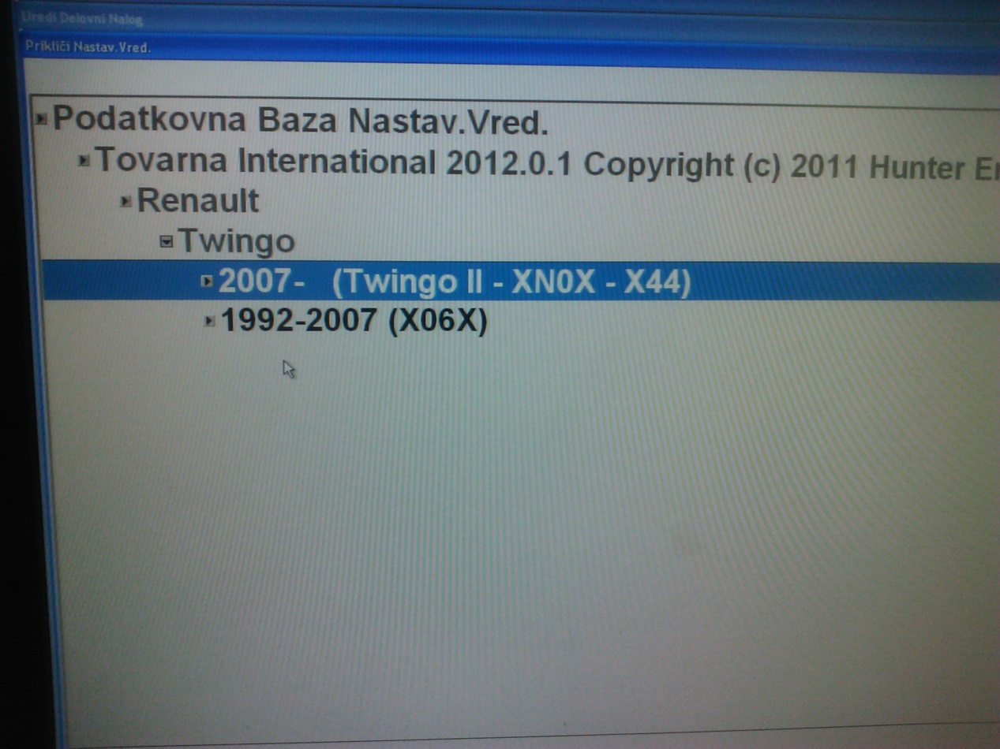 Uredi Delovni Nalog
Prikliči Nastav.Vred.
Podatkovna Baza Nastav.Vred.
Tovarna International 2012.0.1 Copyright (c) 2011 Hunter
Renault
Twingo
2007- (Twingo II - XN0X - X44)
1992-2007 (X06X)